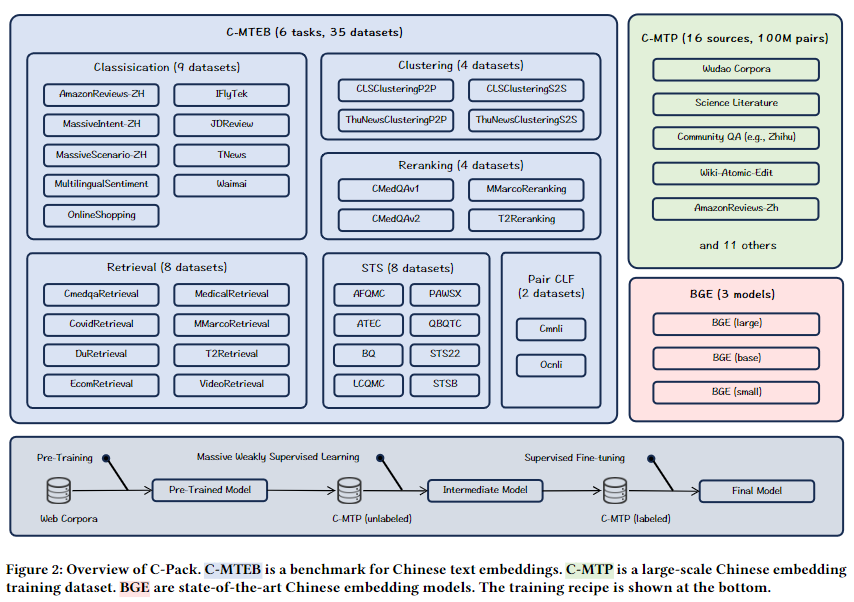 C-MTEB (6 tasks, 35 datasets)
Classisication (9 datasets)
AmazonReviews-ZH
IFlyTek
MassiveIntent-ZH
JDReview
MassiveScenario-ZH
TNews
MultilingualSentiment
Waimai
OnlineShopping
Clustering (4 datasets)
CLSClusteringP2P
CLSClusteringS2S
ThuNewsClusteringP2P
ThuNewsClusteringS2S
Reranking (4 datasets)
CMedQAv1
MMarcoReranking
CMedQAv2
T2Reranking
Retrieval (8 datasets)
CmedqaRetrieval
MedicalRetrieval
CovidRetrieval
MMarcoRetrieval
DuRetrieval
T2Retrieval
EcomRetrieval
VideoRetrieval
STS (8 datasets)
AFQMC
PAWSX
ATEC
QBQTC
BQ
STS22
LCQMC
STSB
Pair CLF
(2 datasets)
Cmnli
Ocnli
C-MTP (16 sources, 100M pairs)
Wudao Corpora
Science Literature
Community QA (e.g., Zhihu)
Wiki-Atomic-Edit
AmazonReviews-Zh
and 11 others
BGE (3 models)
BGE (large)
BGE (base)
BGE (small)
Pre-Training
Massive Weakly Supervised Learning
Supervised Fine-tuning
Pre-Trained Model
Intermediate Model
Final Model
Web Corpora
C-MTP (unlabeled)
C-MTP (labeled)
Figure 2: Overview of C-Pack. C-MTEB is a benchmark for Chinese text embeddings. C-MTP is a large-scale Chinese embedding
training dataset. BGE are state-of-the-art Chinese embedding models. The training recipe is shown at the bottom.